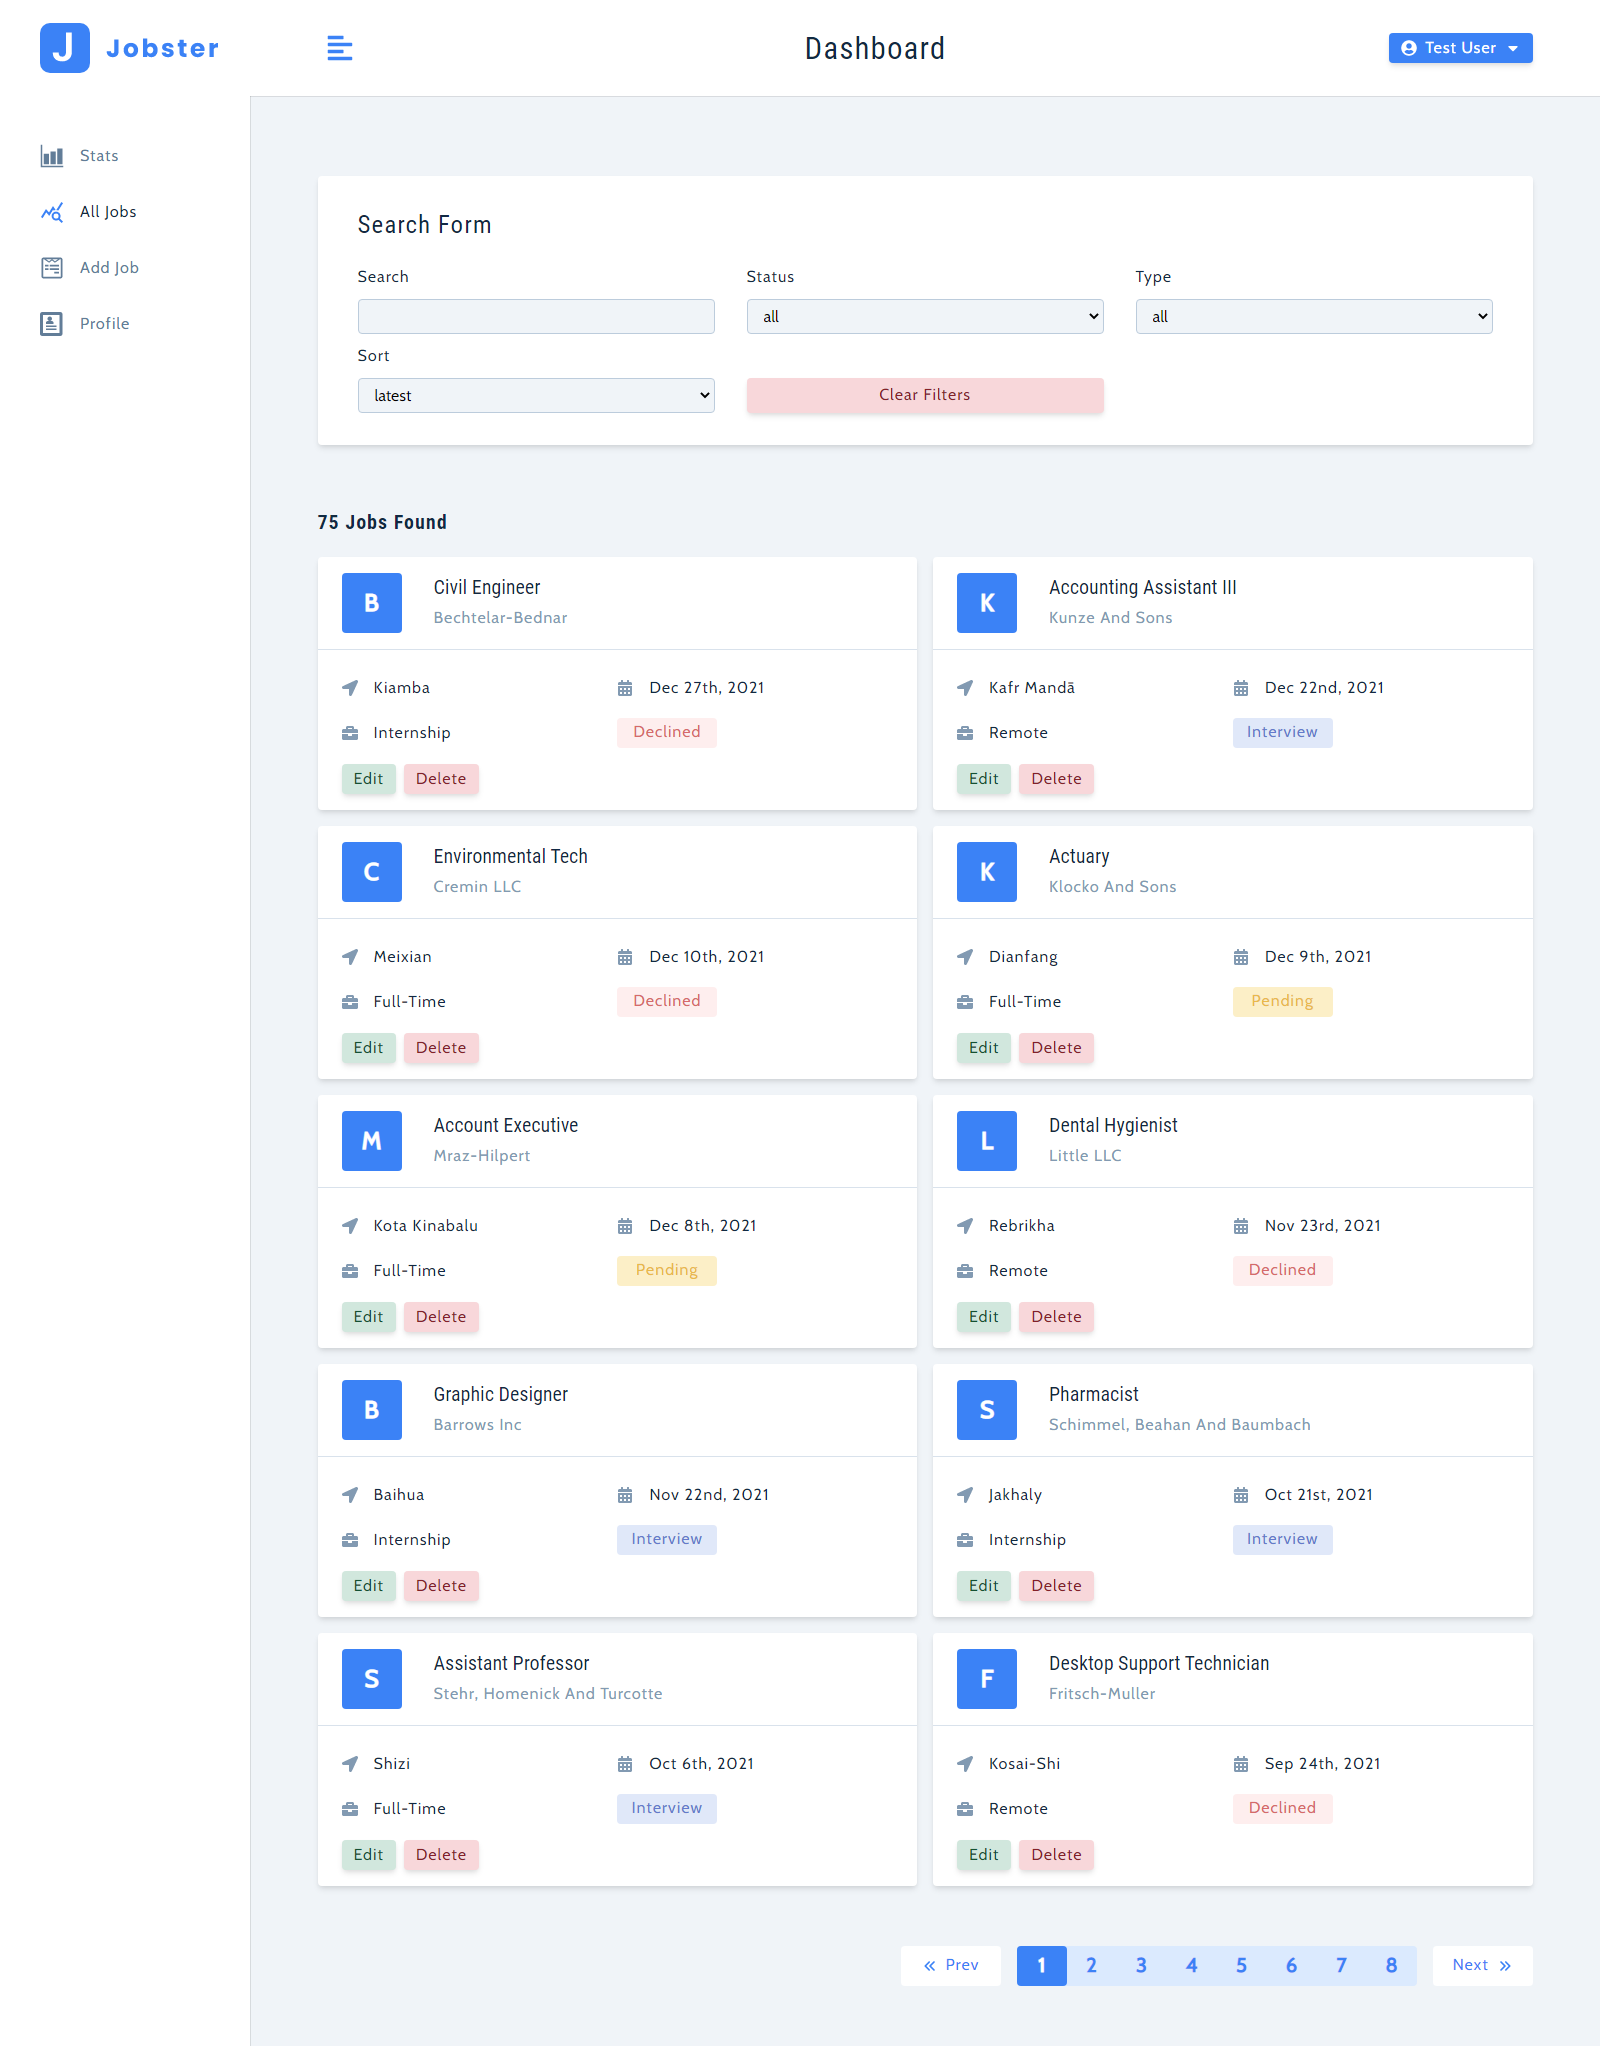 J Jobster
Dashboard
Test User
Stats
All Jobs
Add Job
Profile
Search Form
Search
Status
Type
all
all
Sort
latest
Clear Filters
75 Jobs Found
B
Civil Engineer
Bechtelar-Bednar
Kiamba
Dec 27th, 2021
Internship
Declined
Edit
Delete
K
Accounting Assistant III
Kunze And Sons
Kafr Mandā
Dec 22nd, 2021
Remote
Interview
Edit
Delete
C
Environmental Tech
Cremin LLC
Meixian
Dec 10th, 2021
Full-Time
Declined
Edit
Delete
K
Actuary
Klocko And Sons
Dianfang
Dec 9th, 2021
Full-Time
Pending
Edit
Delete
M
Account Executive
Mraz-Hilpert
Kota Kinabalu
Dec 8th, 2021
Full-Time
Pending
Edit
Delete
L
Dental Hygienist
Little LLC
Rebrikha
Nov 23rd, 2021
Remote
Declined
Edit
Delete
B
Graphic Designer
Barrows Inc
Baihua
Nov 22nd, 2021
Internship
Interview
Edit
Delete
S
Pharmacist
Schimmel, Beahan And Baumbach
Jakhaly
Oct 21st, 2021
Internship
Interview
Edit
Delete
S
Assistant Professor
Stehr, Homenick And Turcotte
Shizi
Oct 6th, 2021
Full-Time
Interview
Edit
Delete
F
Desktop Support Technician
Fritsch-Muller
Kosai-Shi
Sep 24th, 2021
Remote
Declined
Edit
Delete
« Prev 1 2 3 4 5 6 7 8 Next »